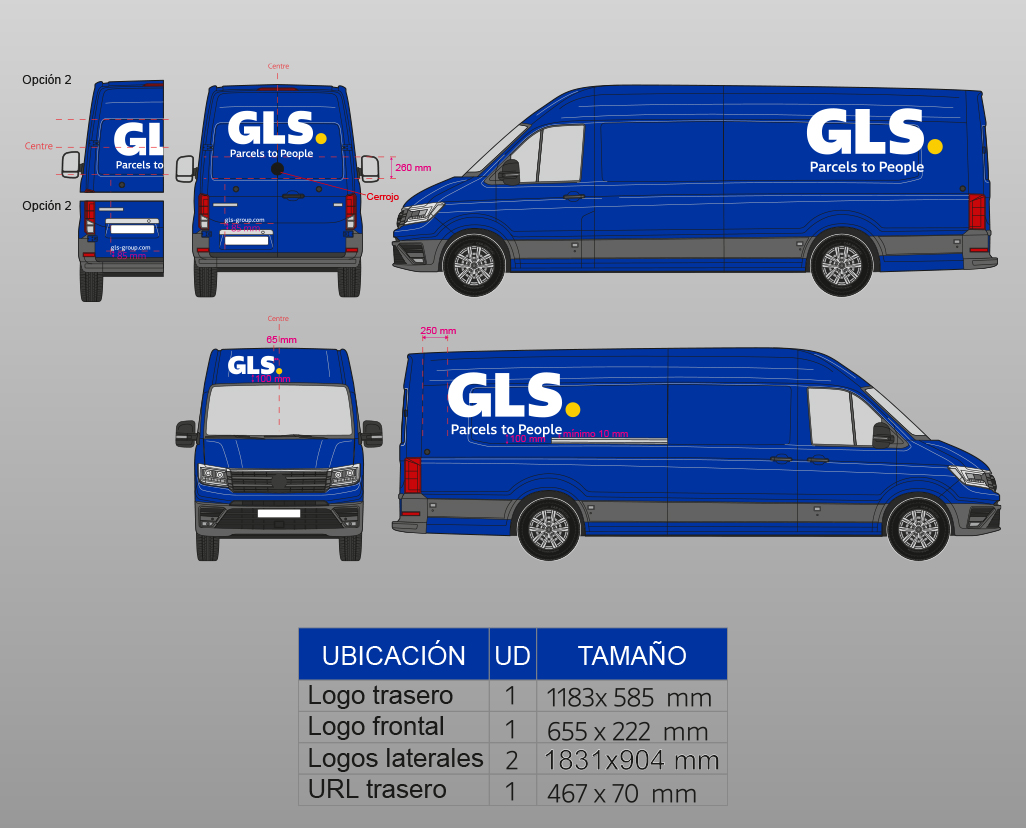 Centre
Opción 2
GL
Centre
Parcels to
GLS.
Parcels to People
260 mm
Cerrojo
GLS.
Parcels to People
Opción 2
gls-group.com
85 mm
gls-group.com
85 mm
Centre
65 mm
GLS.
100 mm
250 mm
GLS.
Parcels to People
100 mm
mínimo 10 mm
UBICACIÓN UD TAMAÑO
Logo trasero 1 1183x 585 mm
Logo frontal 1 655 x 222 mm
Logos laterales 2 1831x904 mm
URL trasero 1 467 x 70 mm